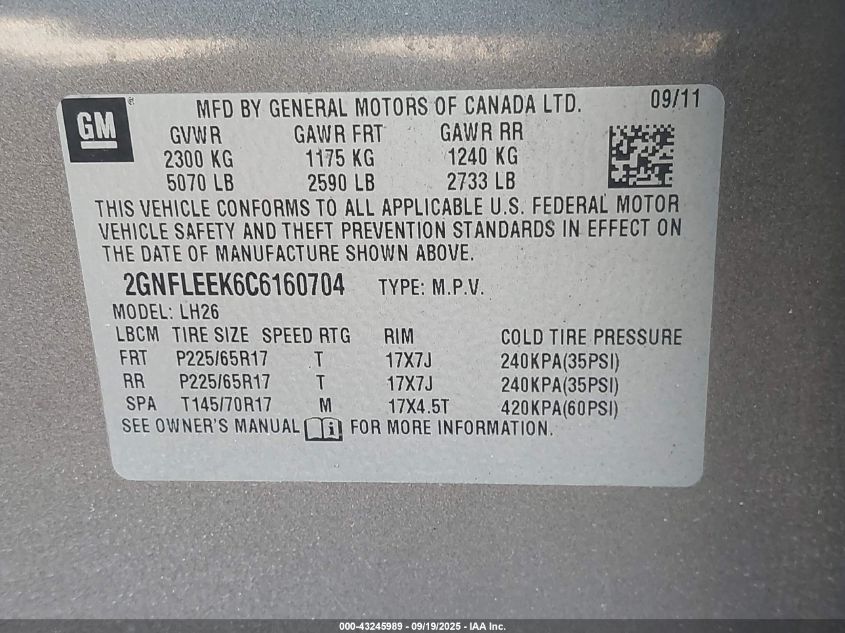 GM
MFD BY GENERAL MOTORS OF CANADA LTD. 09/11
GVWR GAWR FRT GAWR RR
2300 KG 1175 KG 1240 KG
5070 LB 2590 LB 2733 LB
THIS VEHICLE CONFORMS TO ALL APPLICABLE U.S. FEDERAL MOTOR
VEHICLE SAFETY AND THEFT PREVENTION STANDARDS IN EFFECT ON
THE DATE OF MANUFACTURE SHOWN ABOVE.
2GNFLEEK6C6160704 TYPE: M.P.V.
MODEL: LH26
LBCM TIRE SIZE SPEED RTG RIM COLD TIRE PRESSURE
FRT P225/65R17 T 17X7J 240KPA(35PSI)
RR P225/65R17 T 17X7J 240KPA(35PSI)
SPA T145/70R17 M 17X4.5T 420KPA(60PSI)
SEE OWNER'S MANUAL i FOR MORE INFORMATION.
000-43245989 - 09/19/2025 - IAA Inc.